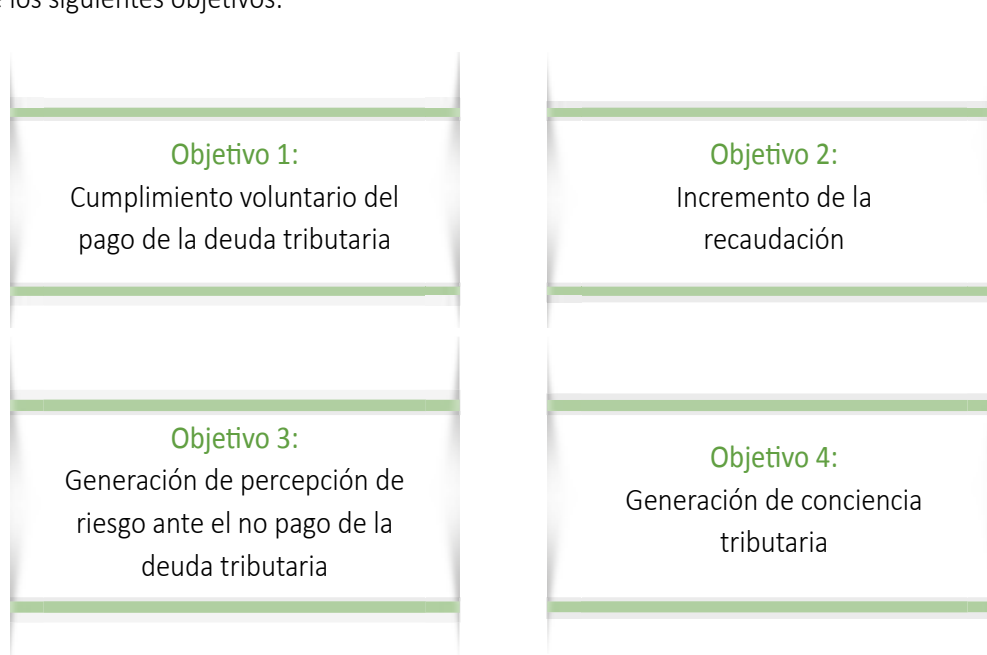 los siguientes objetivos:
Objetivo 1:
Cumplimiento voluntario del
pago de la deuda tributaria
Objetivo 2:
Incremento de la
recaudación
Objetivo 3:
Generación de percepción de
riesgo ante el no pago de la
deuda tributaria
Objetivo 4:
Generación de conciencia
tributaria